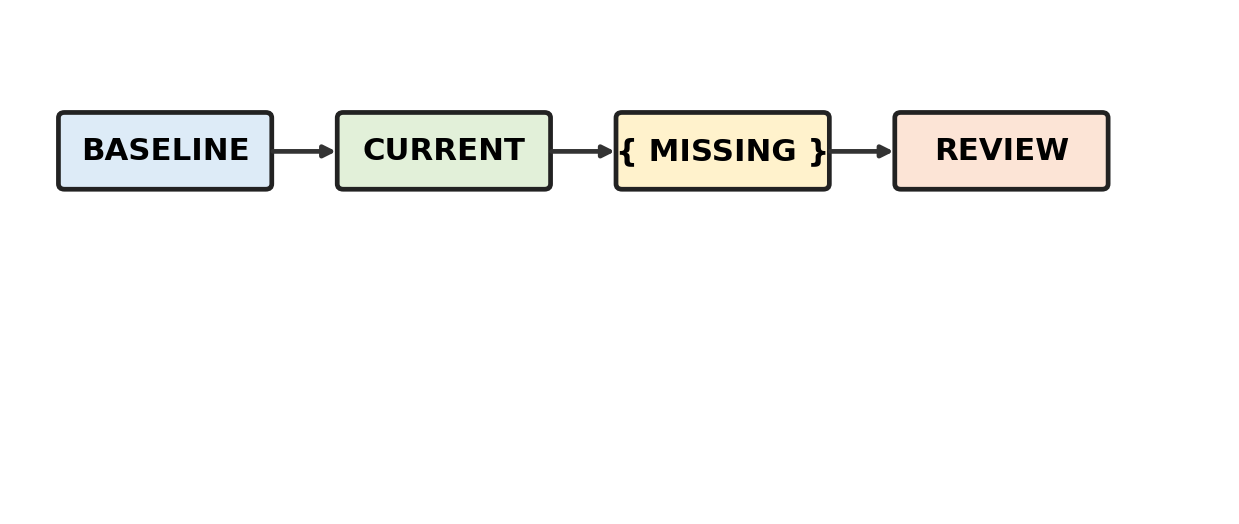 BASELINE CURRENT { MISSING } REVIEW